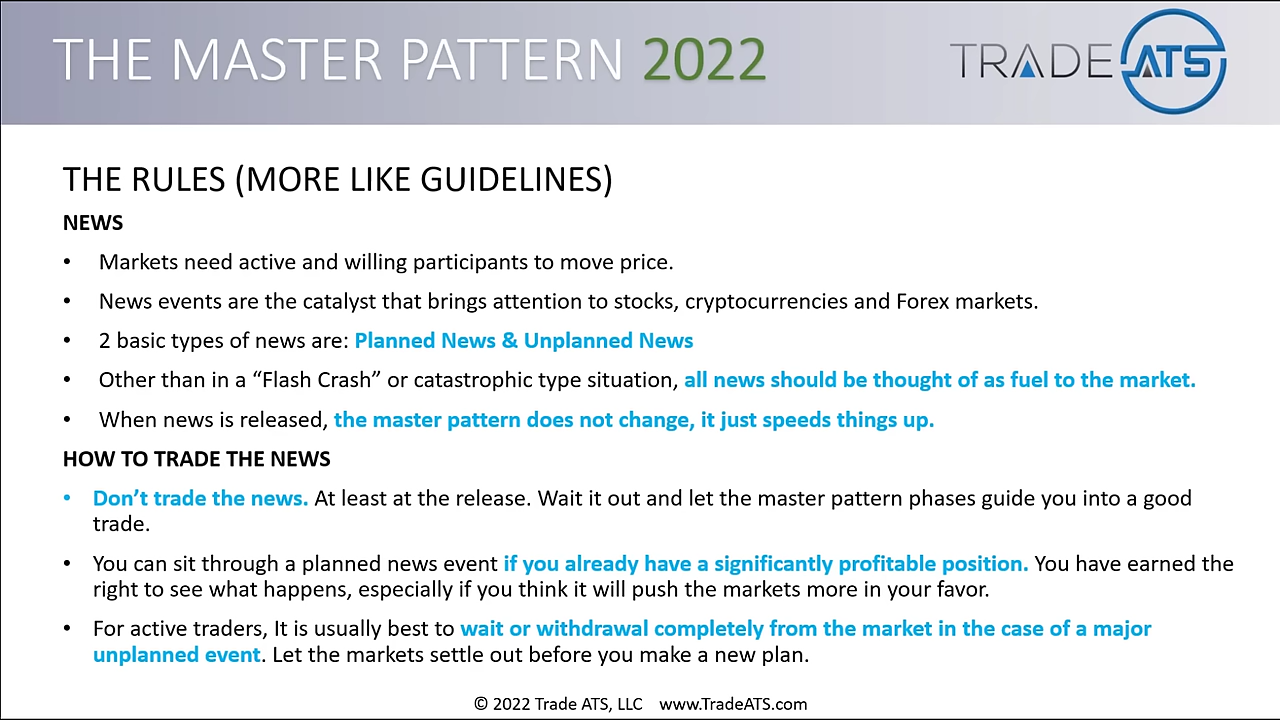 THE MASTER PATTERN 2022
TRADE ATS
THE RULES (MORE LIKE GUIDELINES)
NEWS
• Markets need active and willing participants to move price.
• News events are the catalyst that brings attention to stocks, cryptocurrencies and Forex markets.
• 2 basic types of news are: Planned News & Unplanned News
• Other than in a “Flash Crash” or catastrophic type situation, all news should be thought of as fuel to the market.
• When news is released, the master pattern does not change, it just speeds things up.
HOW TO TRADE THE NEWS
• Don’t trade the news. At least at the release. Wait it out and let the master pattern phases guide you into a good
trade.
• You can sit through a planned news event if you already have a significantly profitable position. You have earned the
right to see what happens, especially if you think it will push the markets more in your favor.
• For active traders, It is usually best to wait or withdrawal completely from the market in the case of a major
unplanned event. Let the markets settle out before you make a new plan.
© 2022 Trade ATS, LLC www.TradeATS.com